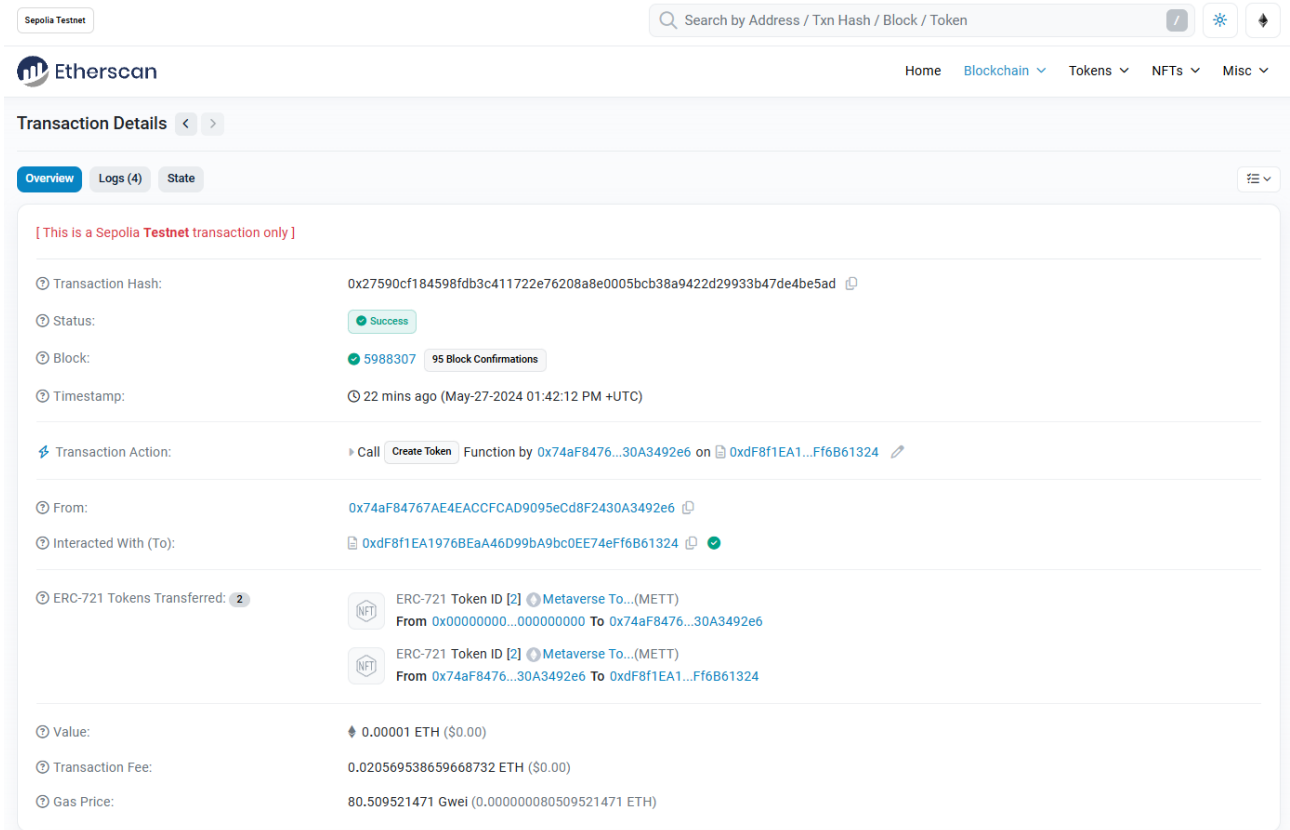 Sepolia Testnet
Search by Address / Txn Hash / Block / Token /
Etherscan
Home Blockchain Tokens NFTs Misc
Transaction Details
Overview Logs (4) State
[ This is a Sepolia Testnet transaction only ]
Transaction Hash: 0x27590cf184598fdb3c411722e76208a8e0005bcb38a9422d29933b47de4be5ad
Status: Success
Block: 5988307 95 Block Confirmations
Timestamp: 22 mins ago (May-27-2024 01:42:12 PM +UTC)
Transaction Action: Call Create Token Function by 0x74aF8476...30A3492e6 on 0xdF8f1EA1...Ff6B61324
From: 0x74aF84767AE4EACCFCAD9095eCd8F2430A3492e6
Interacted With (To): 0xdF8f1EA1976BEaA46D99bA9bc0EE74eFf6B61324
ERC-721 Tokens Transferred: 2
NFT ERC-721 Token ID [2] Metaverse To...(METT)
From 0x00000000...000000000 To 0x74aF8476...30A3492e6
NFT ERC-721 Token ID [2] Metaverse To...(METT)
From 0x74aF8476...30A3492e6 To 0xdF8f1EA1...Ff6B61324
Value: 0.00001 ETH ($0.00)
Transaction Fee: 0.020569538659668732 ETH ($0.00)
Gas Price: 80.509521471 Gwei (0.000000080509521471 ETH)